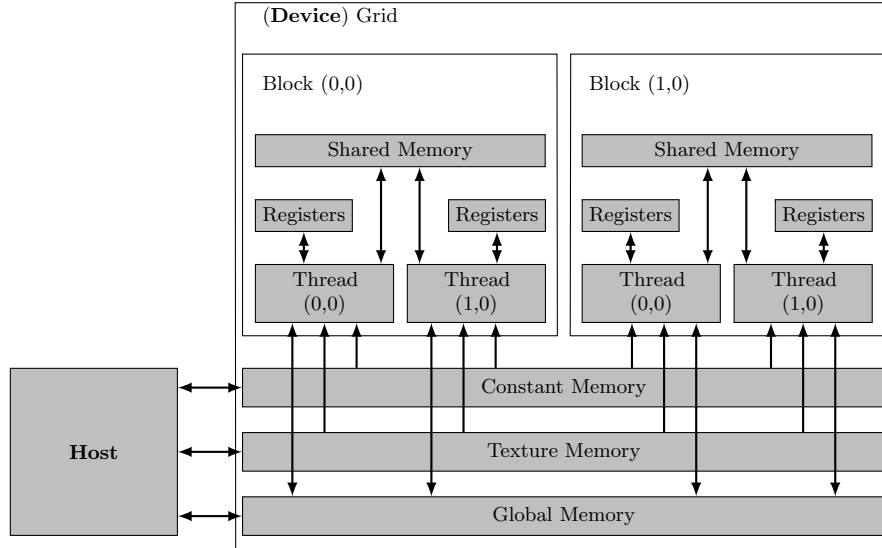 (Device) Grid
Block (0,0)
Block (1,0)
Shared Memory
Shared Memory
Registers
Registers
Registers
Registers
Thread
(0,0)
Thread
(1,0)
Thread
(0,0)
Thread
(1,0)
Host
Constant Memory
Texture Memory
Global Memory